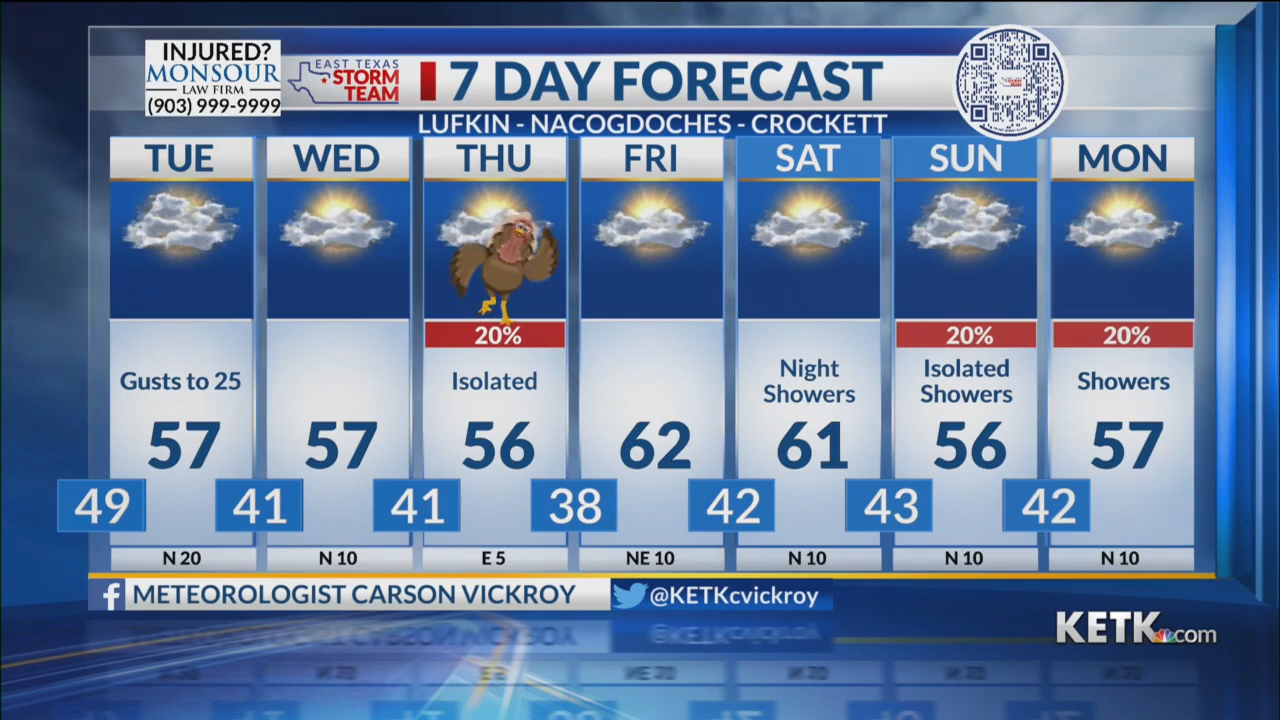 INJURED?
MONSOUR
LAW FIRM
(903) 999-9999
EAST TEXAS
STORM
TEAM
7 DAY FORECAST
LUFKIN - NACOGDOCHES - CROCKETT
TUE WED THU FRI SAT SUN MON
20% 20% 20%
Gusts to 25 Isolated Night Showers Isolated Showers Showers
57 57 56 62 61 56 57
49 41 41 38 42 43 42
N 20 N 10 E 5 NE 10 N 10 N 10 N 10
f METEOROLOGIST CARSON VICKROY @KETKcvickroy
KETK.com